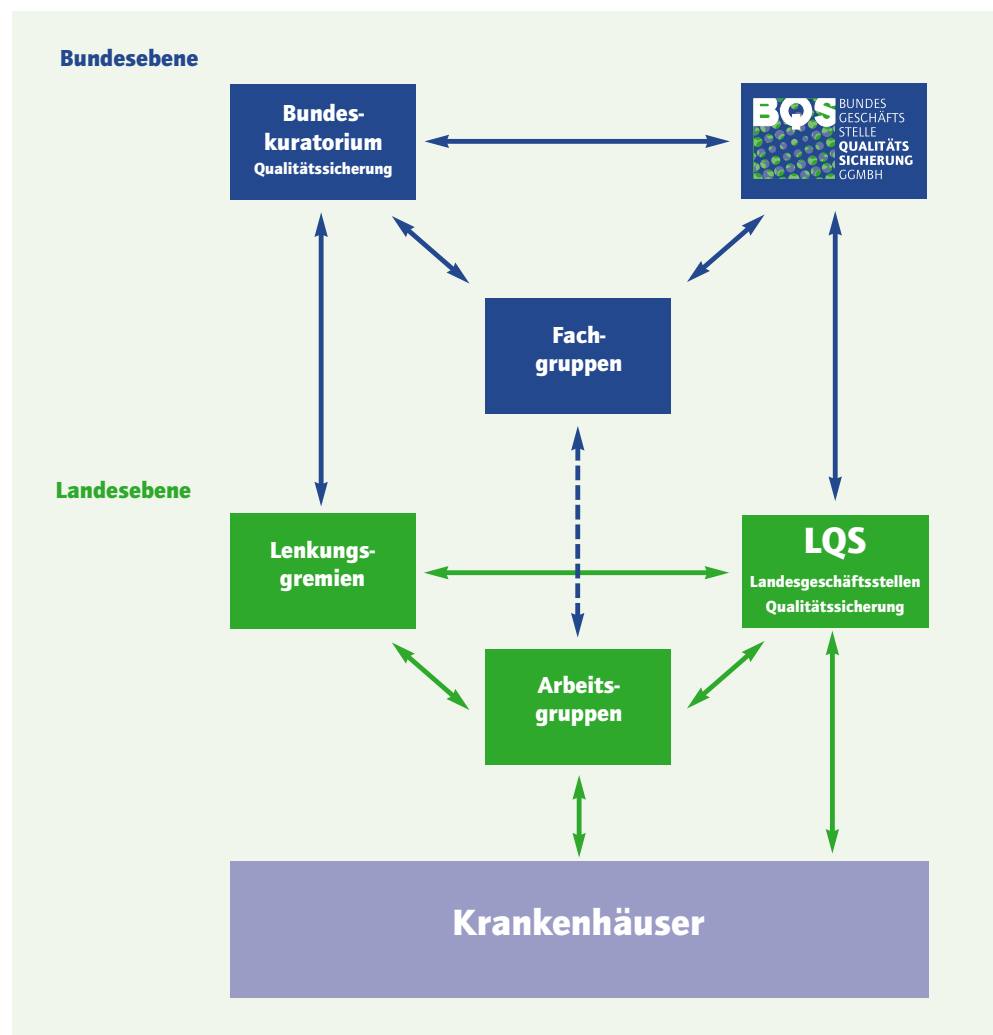 Bundesebene
Bundes-
kuratorium
Qualitätssicherung
BQS
BUNDES
GESCHÄFTS
STELLE
QUALITÄTS
SICHERUNG
GGMBH
Fach-
gruppen
Landesebene
Lenkungs-
gremien
LQS
Landesgeschäftsstellen
Qualitätssicherung
Arbeits-
gruppen
Krankenhäuser